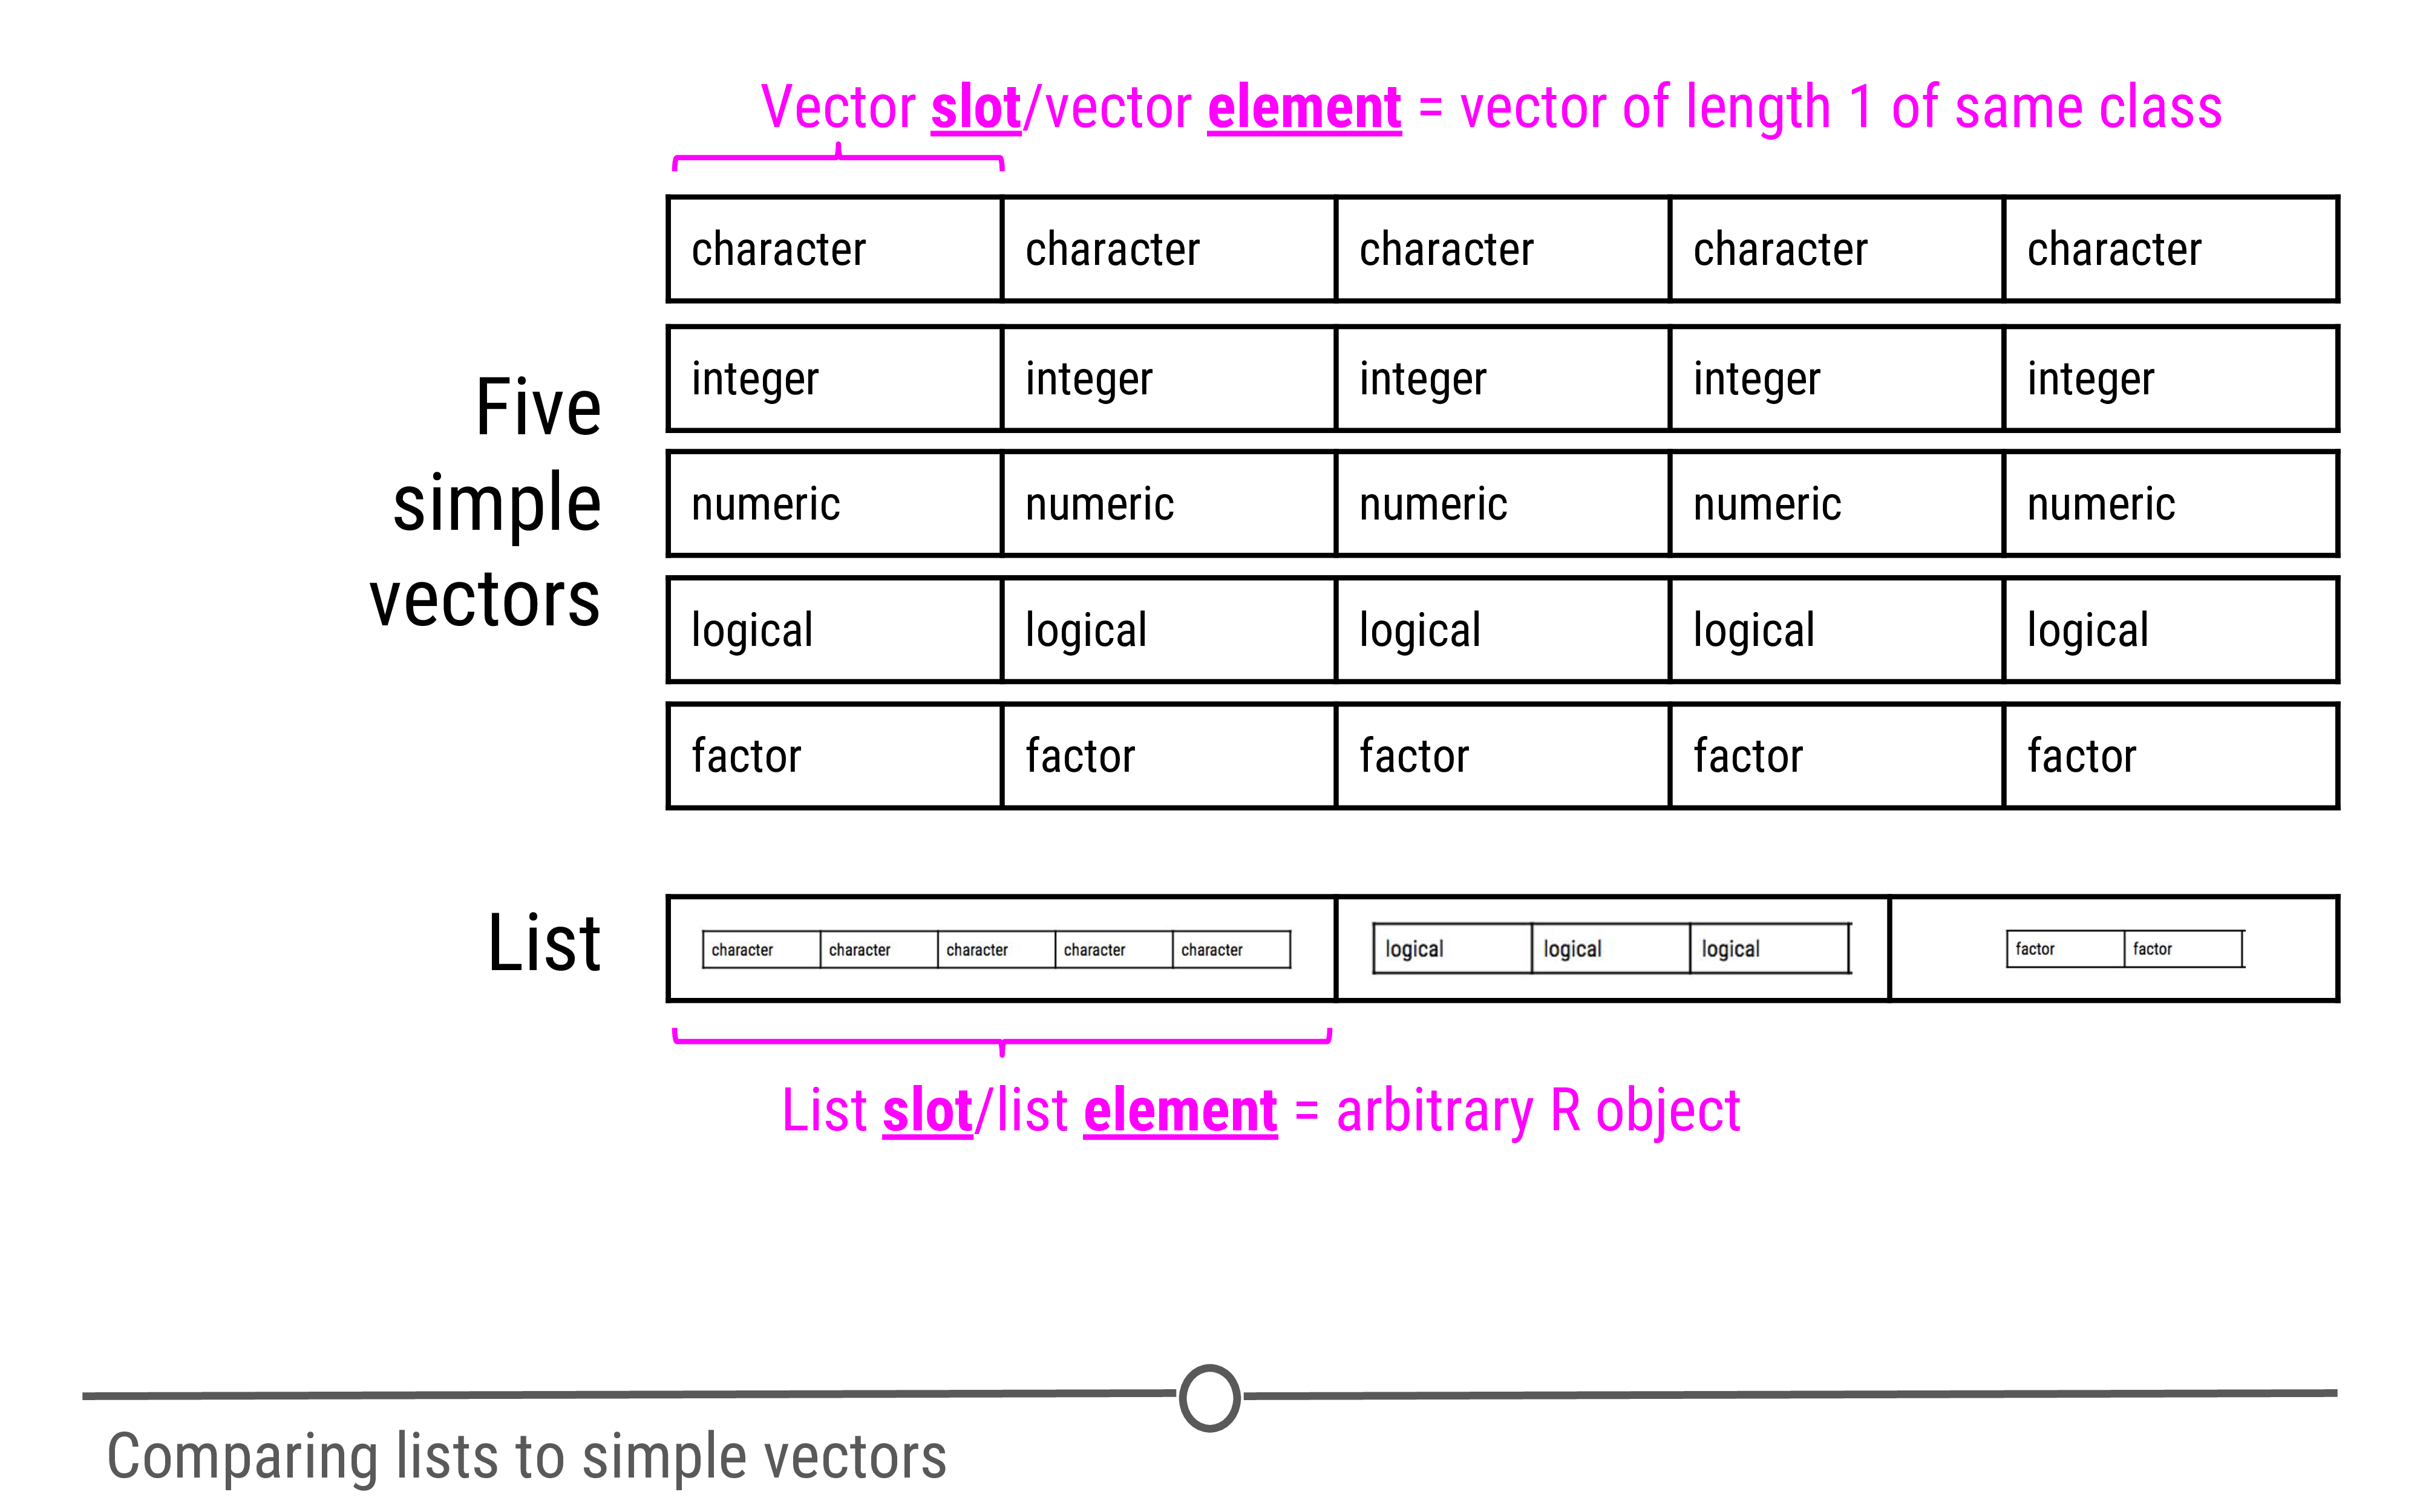 Vector slot/vector element = vector of length 1 of same class
character character character character character
integer integer integer integer integer
Five
simple
vectors
numeric numeric numeric numeric numeric
logical logical logical logical logical
factor factor factor factor factor
List
character character character character character logical logical logical factor factor
List slot/list element = arbitrary R object
Comparing lists to simple vectors